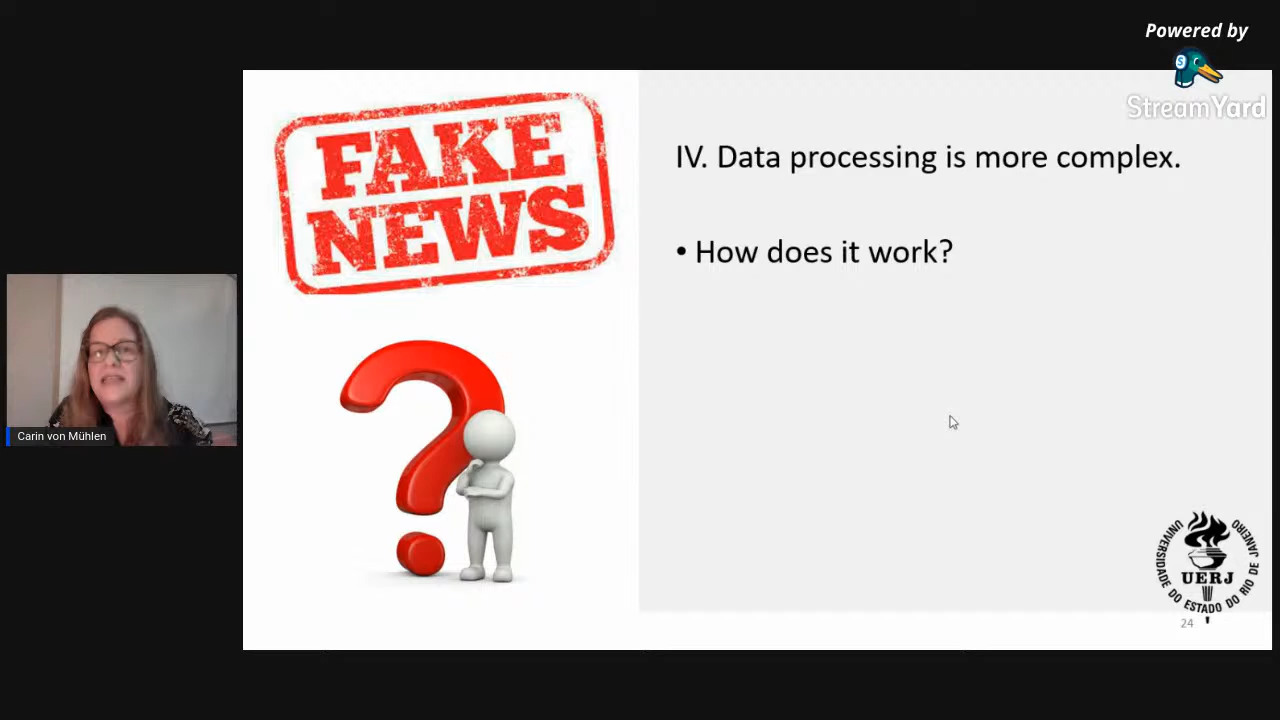 Powered by
StreamYard
FAKE
NEWS
IV. Data processing is more complex.
• How does it work?
Carin von Mühlen
UNIVERSIDADE DO ESTADO DO RIO DE JANEIRO
UERJ
24